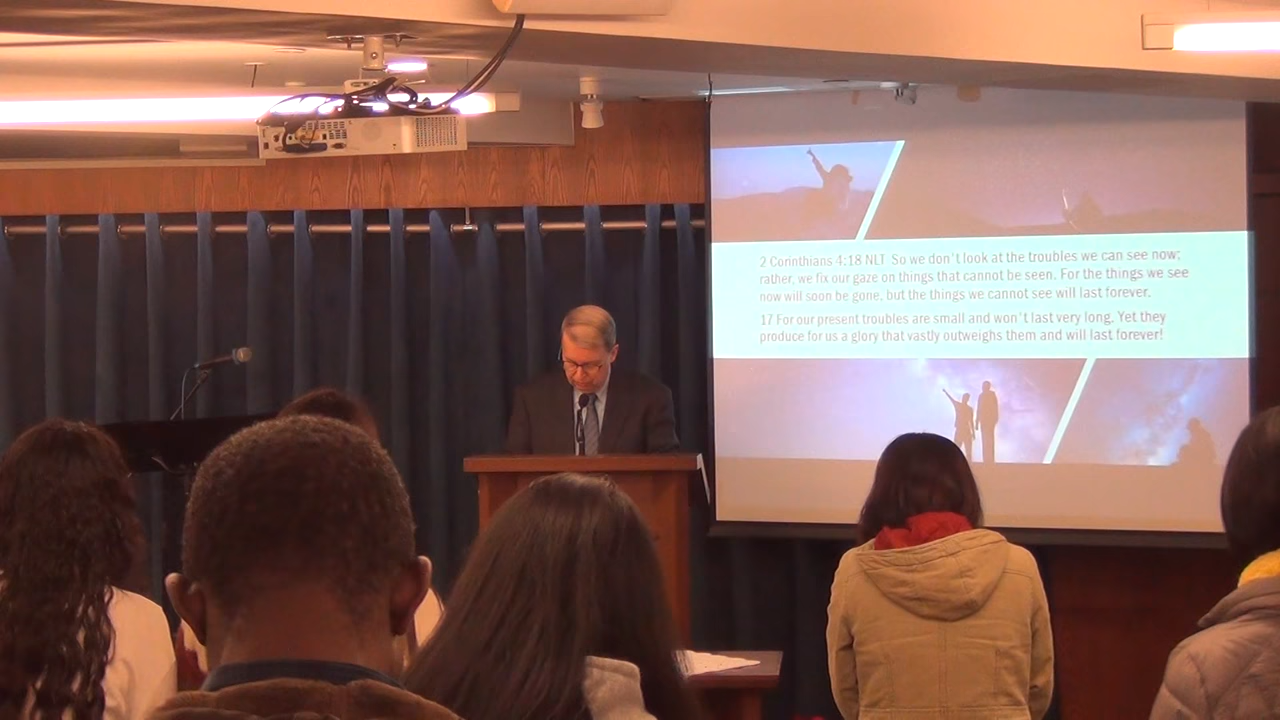 2 Corinthians 4:18 NLT So we don't look at the troubles we can see now;
rather, we fix our gaze on things that cannot be seen. For the things we see
now will soon be gone, but the things we cannot see will last forever.
17 For our present troubles are small and won't last very long. Yet they
produce for us a glory that vastly outweighs them and will last forever!